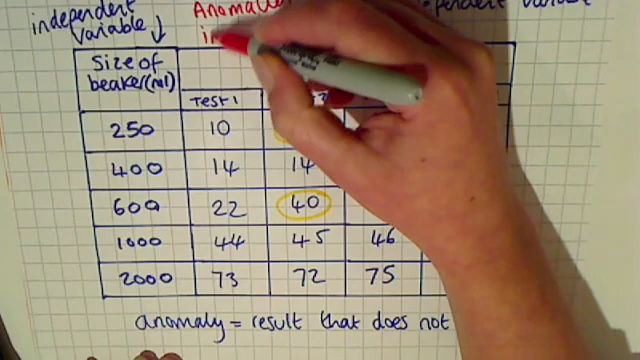 independent
variable ↓
variable
Size of
beaker(ml)
Test 1
250 10
400 14 14
600 22 40
1000 44 45 46
2000 73 72 75
anomaly = result that does not